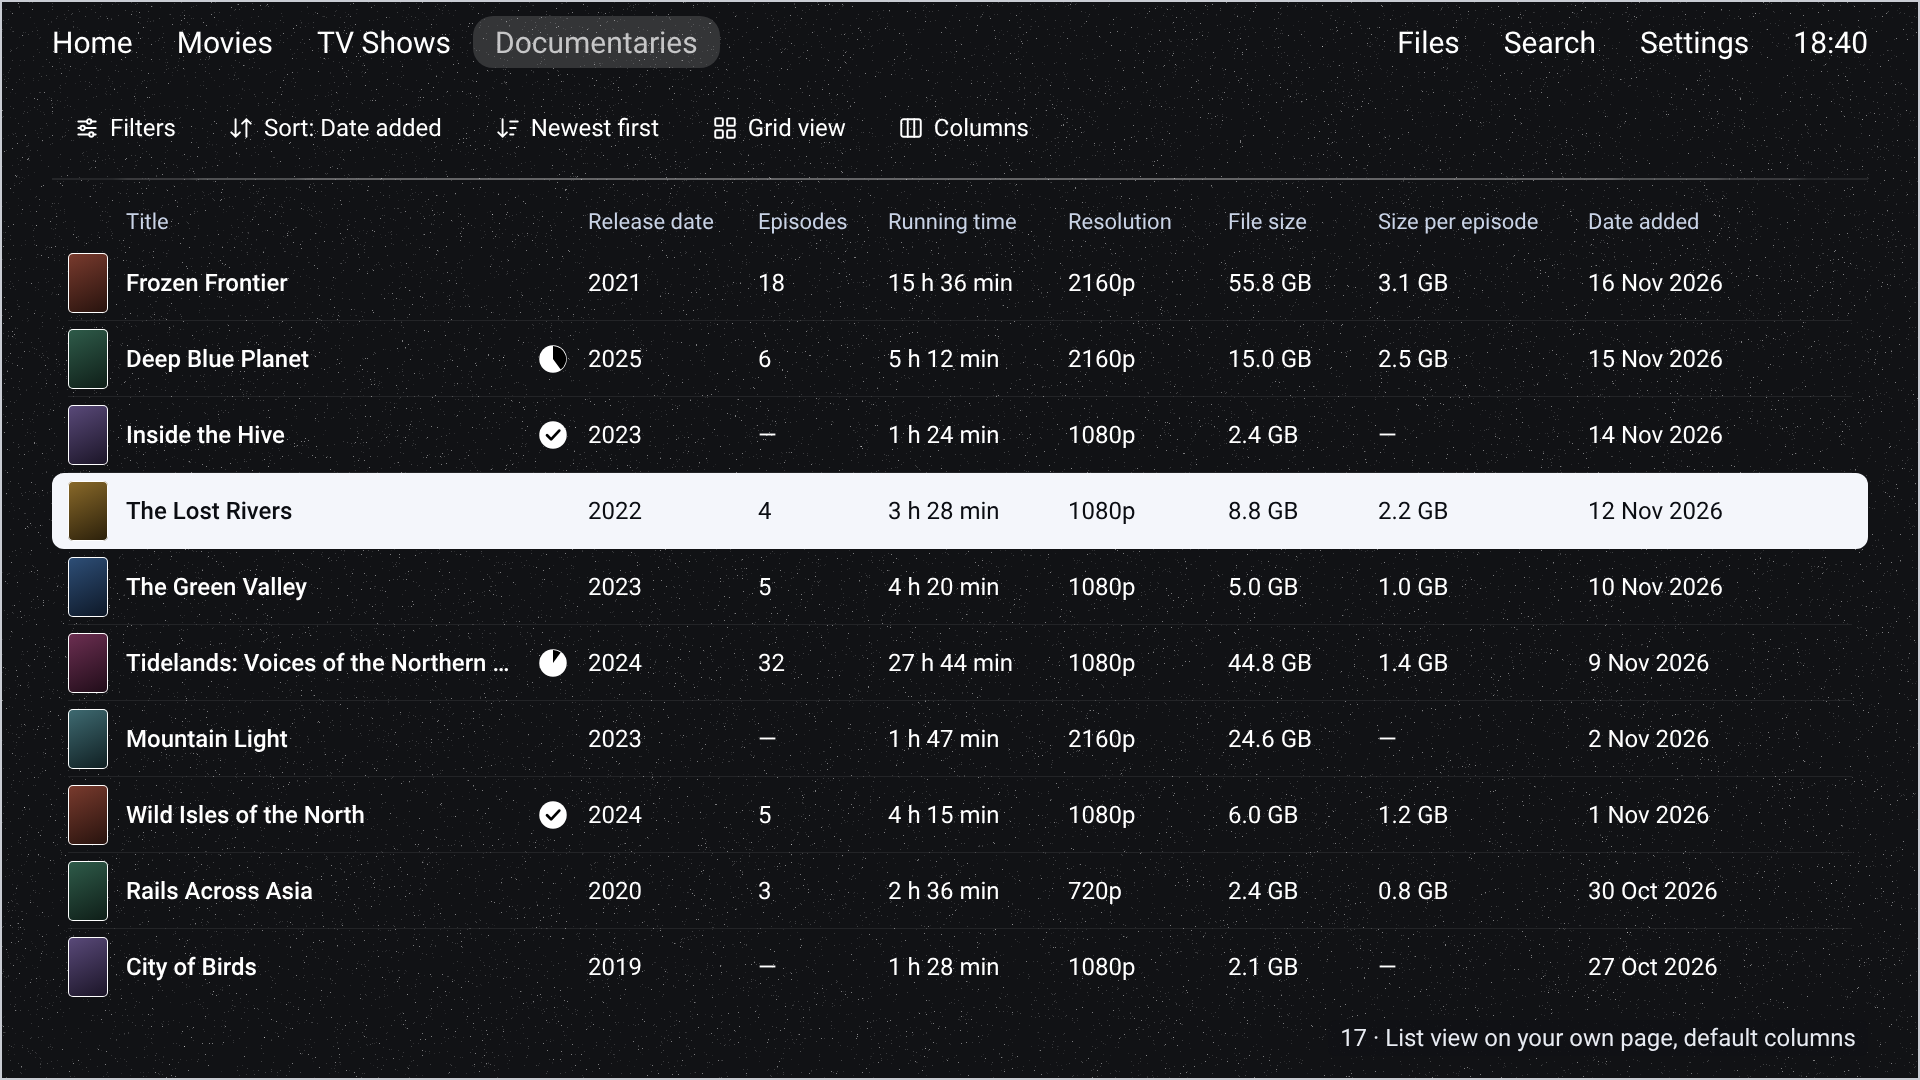 Home Movies TV Shows Documentaries Files Search Settings 18:40
Filters Sort: Date added Newest first Grid view Columns
Title Release date Episodes Running time Resolution File size Size per episode Date added
Frozen Frontier 2021 18 15 h 36 min 2160p 55.8 GB 3.1 GB 16 Nov 2026
Deep Blue Planet 2025 6 5 h 12 min 2160p 15.0 GB 2.5 GB 15 Nov 2026
Inside the Hive 2023 — 1 h 24 min 1080p 2.4 GB — 14 Nov 2026
The Lost Rivers 2022 4 3 h 28 min 1080p 8.8 GB 2.2 GB 12 Nov 2026
The Green Valley 2023 5 4 h 20 min 1080p 5.0 GB 1.0 GB 10 Nov 2026
Tidelands: Voices of the Northern ... 2024 32 27 h 44 min 1080p 44.8 GB 1.4 GB 9 Nov 2026
Mountain Light 2023 — 1 h 47 min 2160p 24.6 GB — 2 Nov 2026
Wild Isles of the North 2024 5 4 h 15 min 1080p 6.0 GB 1.2 GB 1 Nov 2026
Rails Across Asia 2020 3 2 h 36 min 720p 2.4 GB 0.8 GB 30 Oct 2026
City of Birds 2019 — 1 h 28 min 1080p 2.1 GB — 27 Oct 2026
17 · List view on your own page, default columns